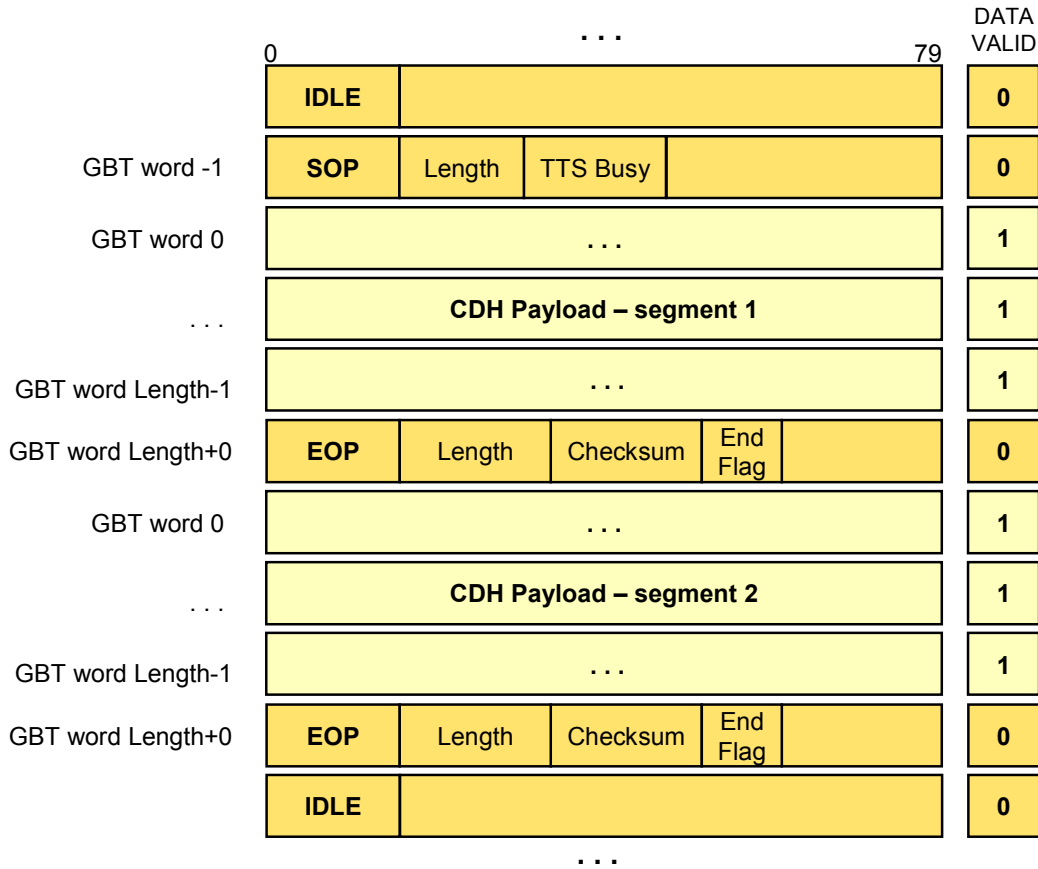 DATA
VALID
. . .
0 79
IDLE 0
GBT word -1 SOP Length TTS Busy 0
GBT word 0 . . . 1
. . . CDH Payload – segment 1 1
GBT word Length-1 . . . 1
GBT word Length+0 EOP Length Checksum End Flag 0
GBT word 0 . . . 1
. . . CDH Payload – segment 2 1
GBT word Length-1 . . . 1
GBT word Length+0 EOP Length Checksum End Flag 0
IDLE 0
. . .